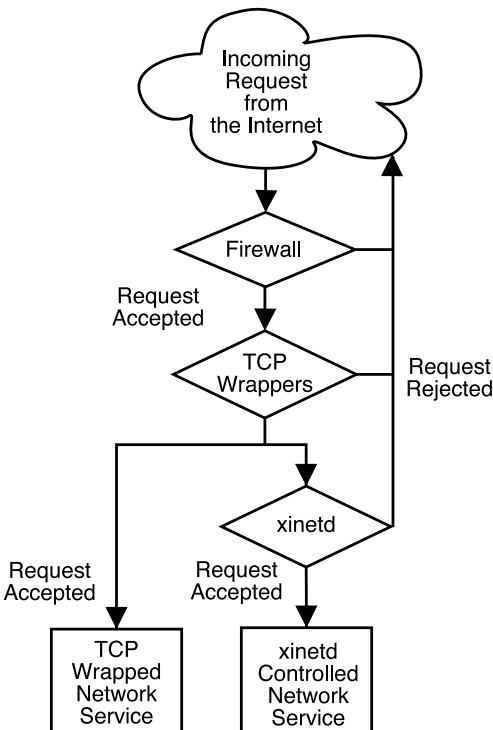 Incoming
Request
from
the Internet
Firewall
Request
Accepted
TCP
Wrappers
Request
Rejected
xinetd
Request
Accepted
Request
Accepted
TCP
Wrapped
Network
Service
xinetd
Controlled
Network
Service